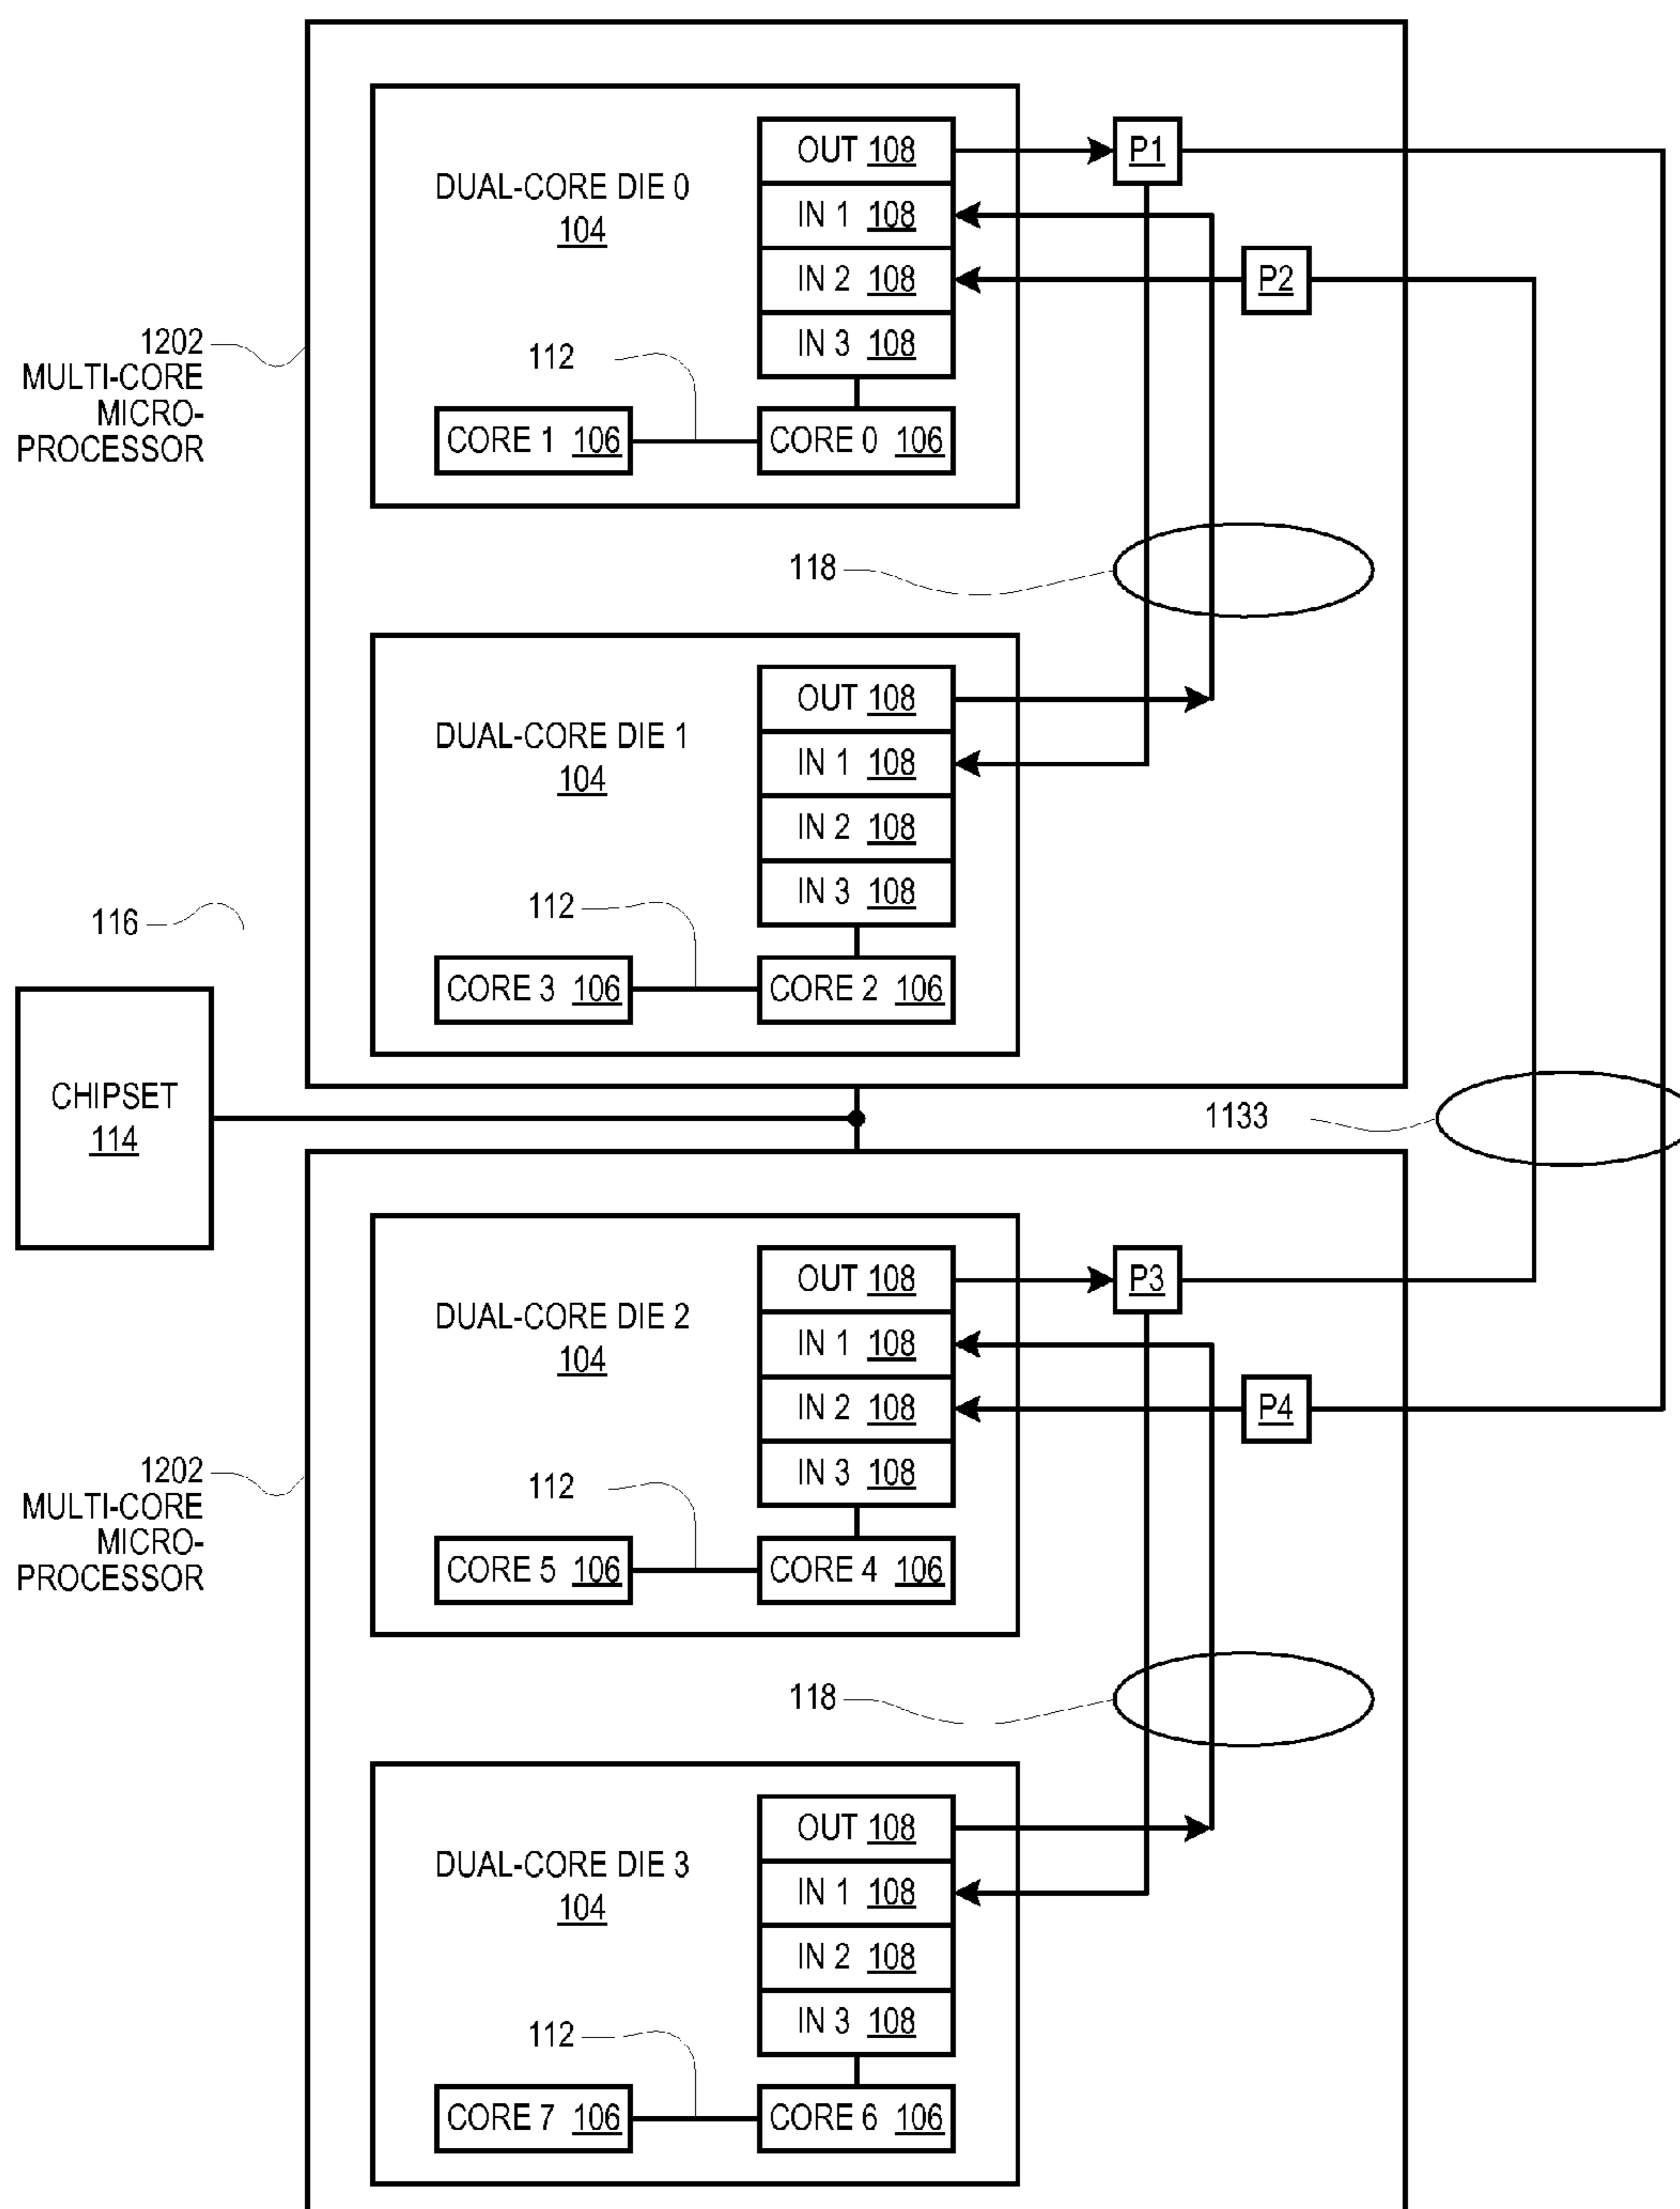 DUAL-CORE DIE 0
104
OUT 108
IN 1 108
IN 2 108
IN 3 108
P1
P2
1202
MULTI-CORE
MICRO-
PROCESSOR
112
CORE 1 106
CORE 0 106
118
DUAL-CORE DIE 1
104
OUT 108
IN 1 108
IN 2 108
IN 3 108
112
116
CORE 3 106
CORE 2 106
CHIPSET
114
1133
DUAL-CORE DIE 2
104
OUT 108
IN 1 108
IN 2 108
IN 3 108
P3
P4
1202
MULTI-CORE
MICRO-
PROCESSOR
112
CORE 5 106
CORE 4 106
118
DUAL-CORE DIE 3
104
OUT 108
IN 1 108
IN 2 108
IN 3 108
112
CORE 7 106
CORE 6 106